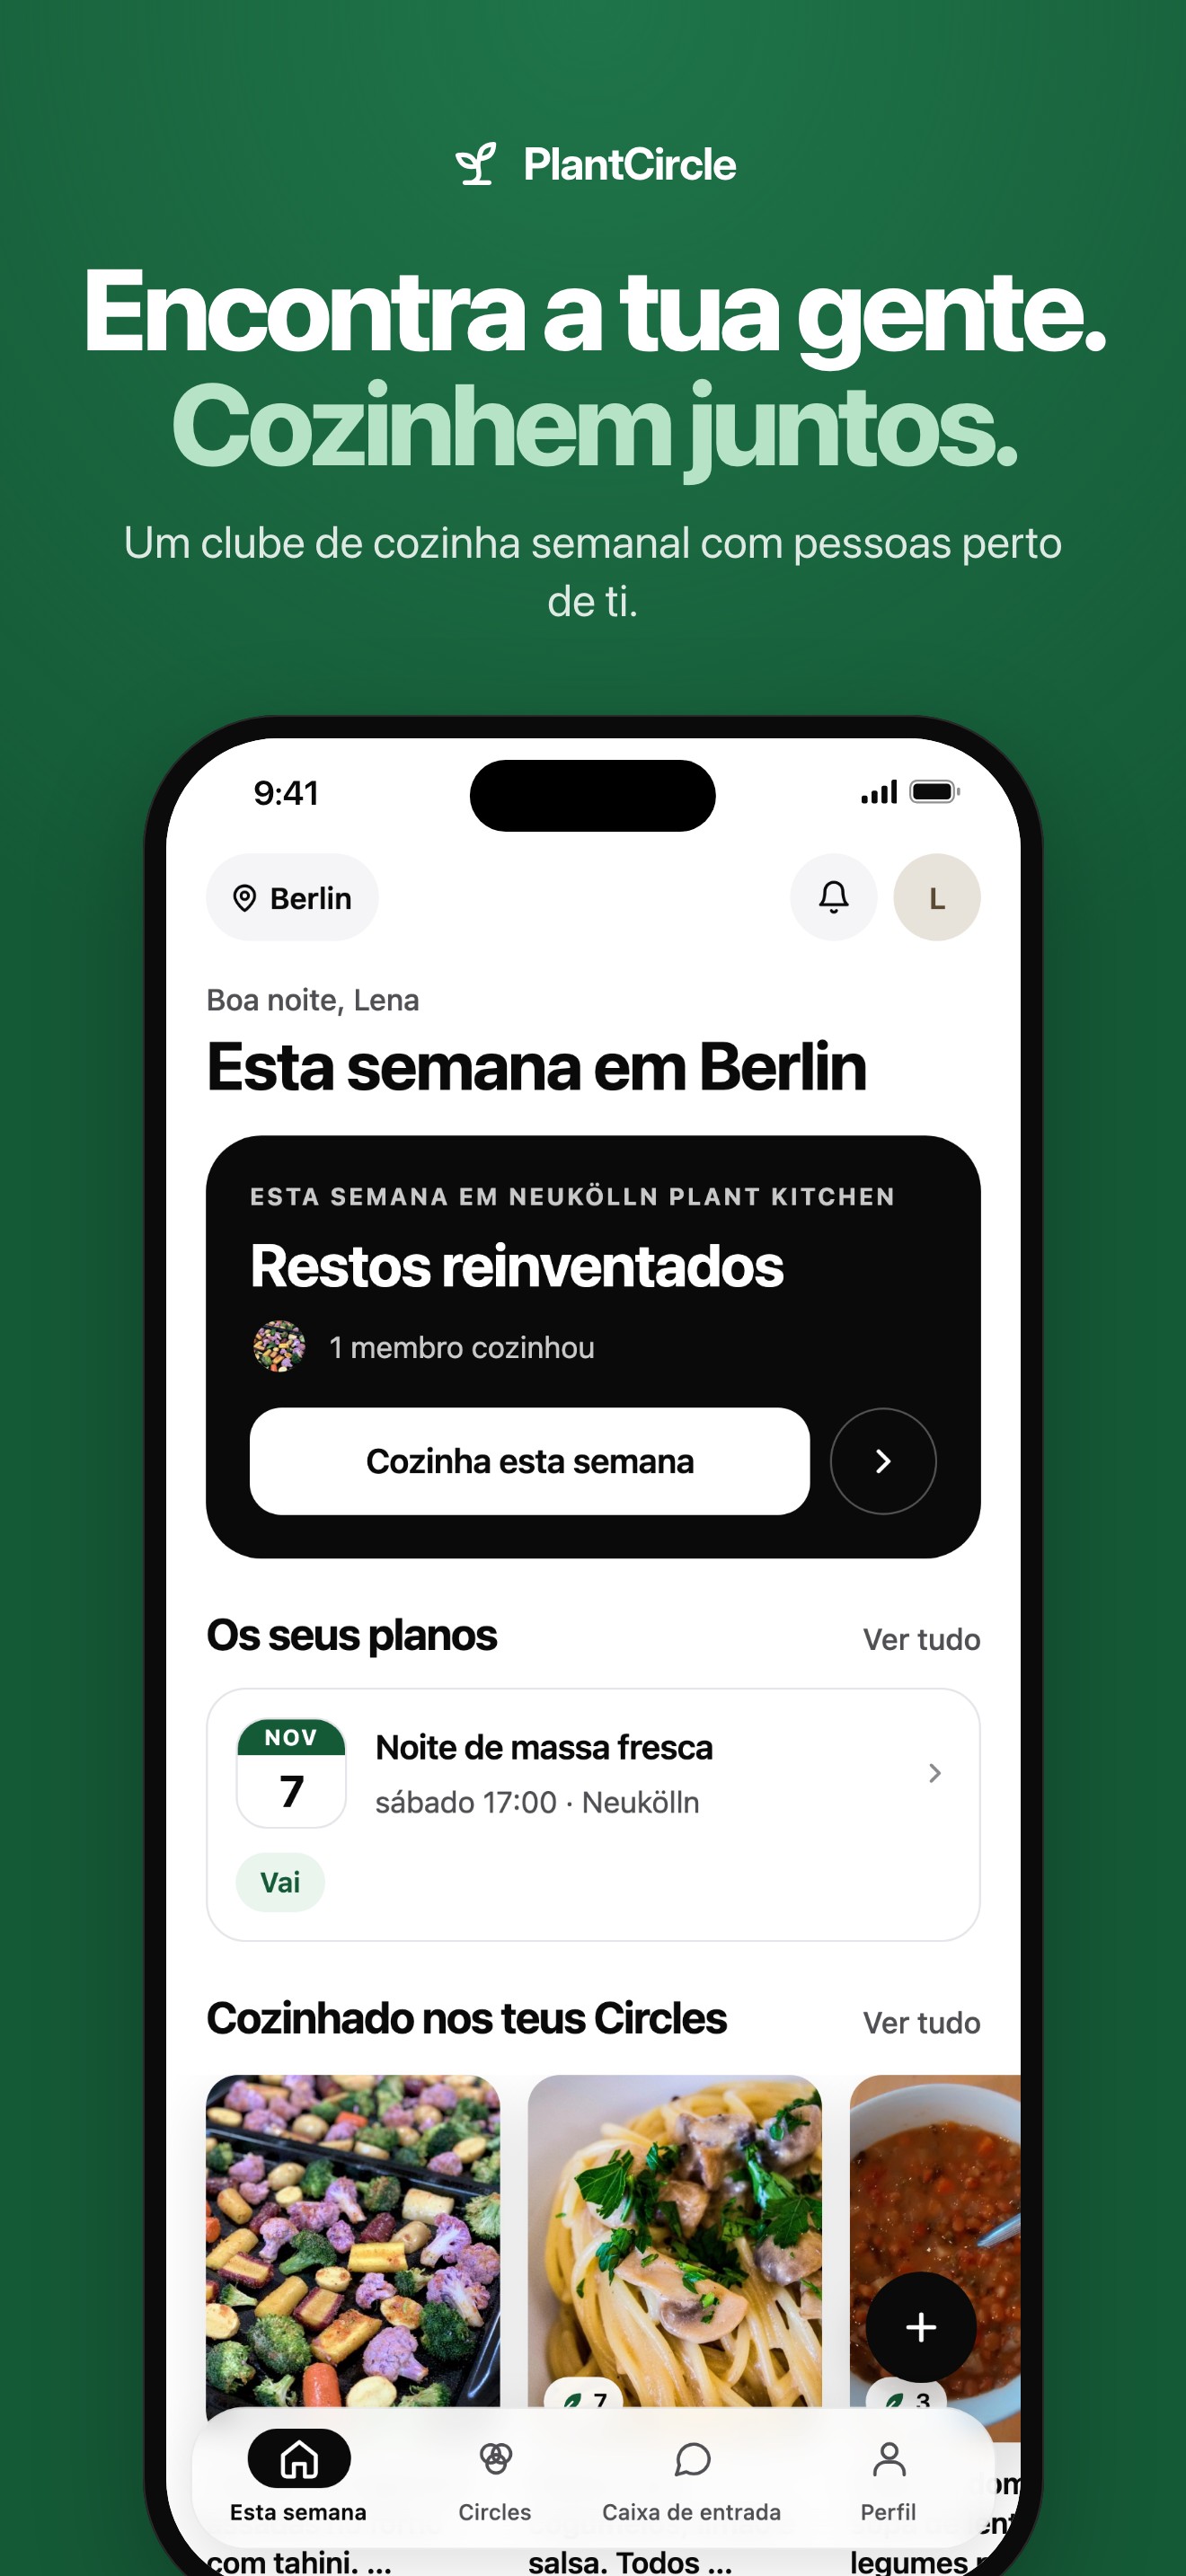 PlantCircle
Encontra a tua gente.
Cozinhem juntos.
Um clube de cozinha semanal com pessoas perto
de ti.
9:41
Berlin
L
Boa noite, Lena
Esta semana em Berlin
ESTA SEMANA EM NEUKÖLLN PLANT KITCHEN
Restos reinventados
1 membro cozinhou
Cozinha esta semana
Os seus planos
Ver tudo
NOV
7
Noite de massa fresca
sábado 17:00 · Neukölln
Vai
Cozinhado nos teus Circles
Ver tudo
7
3
Esta semana
Circles
Caixa de entrada
Perfil
com tahini. ...
salsa. Todos ...
legumes